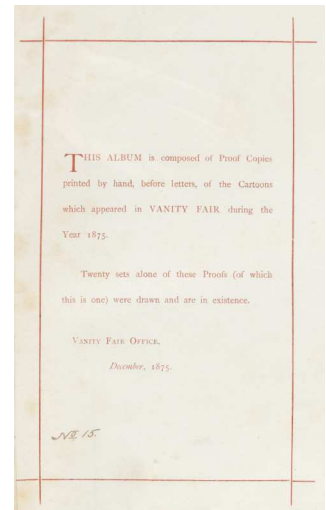 THIS ALBUM is composed of Proof Copies
printed by hand, before letters, of the Cartoons
which appeared in VANITY FAIR during the
Year 1875.
Twenty sets alone of these Proofs (of which
this is one) were drawn and are in existence.
VANITY FAIR OFFICE,
December, 1875.
No. 15.